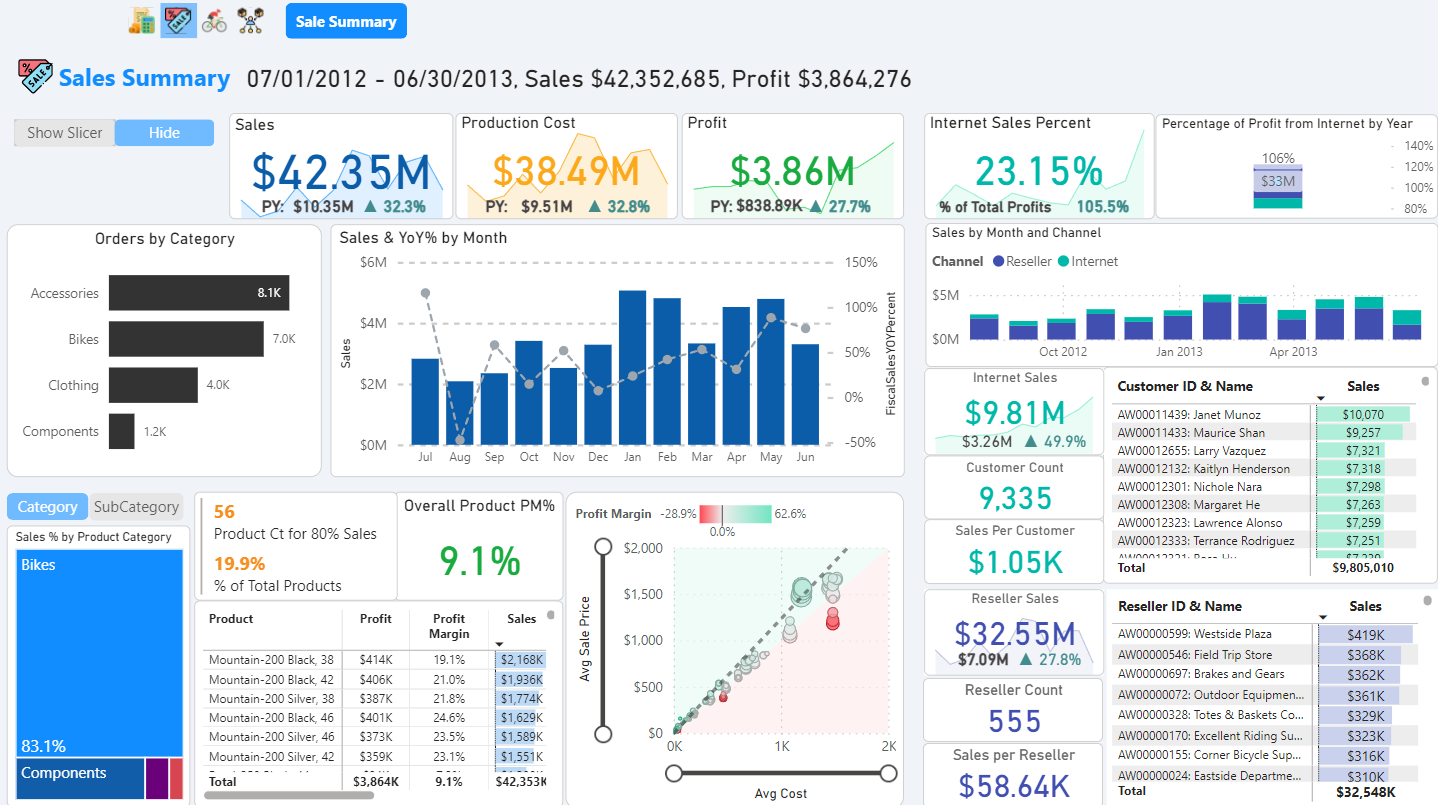 Sale Summary
Sales Summary 07/01/2012 - 06/30/2013, Sales $42,352,685, Profit $3,864,276
Show Slicer Hide
Sales
$42.35M
PY: $10.35M ▲ 32.3%
Production Cost
$38.49M
PY: $9.51M ▲ 32.8%
Profit
$3.86M
PY: $838.89K ▲ 27.7%
Internet Sales Percent
23.15%
% of Total Profits 105.5%
Percentage of Profit from Internet by Year
106%
$33M
140%
120%
100%
80%
Orders by Category
Accessories 8.1K
Bikes 7.0K
Clothing 4.0K
Components 1.2K
Sales & YoY% by Month
Sales
$6M
$4M
$2M
$0M
150%
100%
50%
0%
-50%
FiscalSalesYOYPercent
Jul Aug Sep Oct Nov Dec Jan Feb Mar Apr May Jun
Sales by Month and Channel
Channel Reseller Internet
$5M
$0M
Oct 2012 Jan 2013 Apr 2013
Internet Sales
$9.81M
$3.26M ▲ 49.9%
Customer Count
9,335
Sales Per Customer
$1.05K
Customer ID & Name Sales
AW00011439: Janet Munoz $10,070
AW00011433: Maurice Shan $9,257
AW00012655: Larry Vazquez $7,321
AW00012132: Kaitlyn Henderson $7,318
AW00012301: Nichole Nara $7,298
AW00012308: Margaret He $7,263
AW00012323: Lawrence Alonso $7,259
AW00012333: Terrance Rodriguez $7,251
Total $9,805,010
Category SubCategory
Sales % by Product Category
Bikes
83.1%
Components
56
Product Ct for 80% Sales
19.9%
% of Total Products
Overall Product PM%
9.1%
Product Profit Profit Margin Sales
Mountain-200 Black, 38 $414K 19.1% $2,168K
Mountain-200 Black, 42 $406K 21.0% $1,936K
Mountain-200 Silver, 38 $387K 21.8% $1,774K
Mountain-200 Black, 46 $401K 24.6% $1,629K
Mountain-200 Silver, 46 $373K 23.5% $1,589K
Mountain-200 Silver, 42 $359K 23.1% $1,551K
Total $3,864K 9.1% $42,353K
Profit Margin -28.9% 62.6%
0.0%
Avg Sale Price
$2,000
$1,500
$1,000
$500
$0
0K 1K 2K
Avg Cost
Reseller Sales
$32.55M
$7.09M ▲ 27.8%
Reseller Count
555
Sales per Reseller
$58.64K
Reseller ID & Name Sales
AW00000599: Westside Plaza $419K
AW00000546: Field Trip Store $368K
AW00000697: Brakes and Gears $362K
AW00000072: Outdoor Equipmen... $361K
AW00000328: Totes & Baskets Co... $329K
AW00000170: Excellent Riding Su... $323K
AW00000155: Corner Bicycle Sup... $316K
AW00000024: Eastside Departme... $310K
Total $32,548K